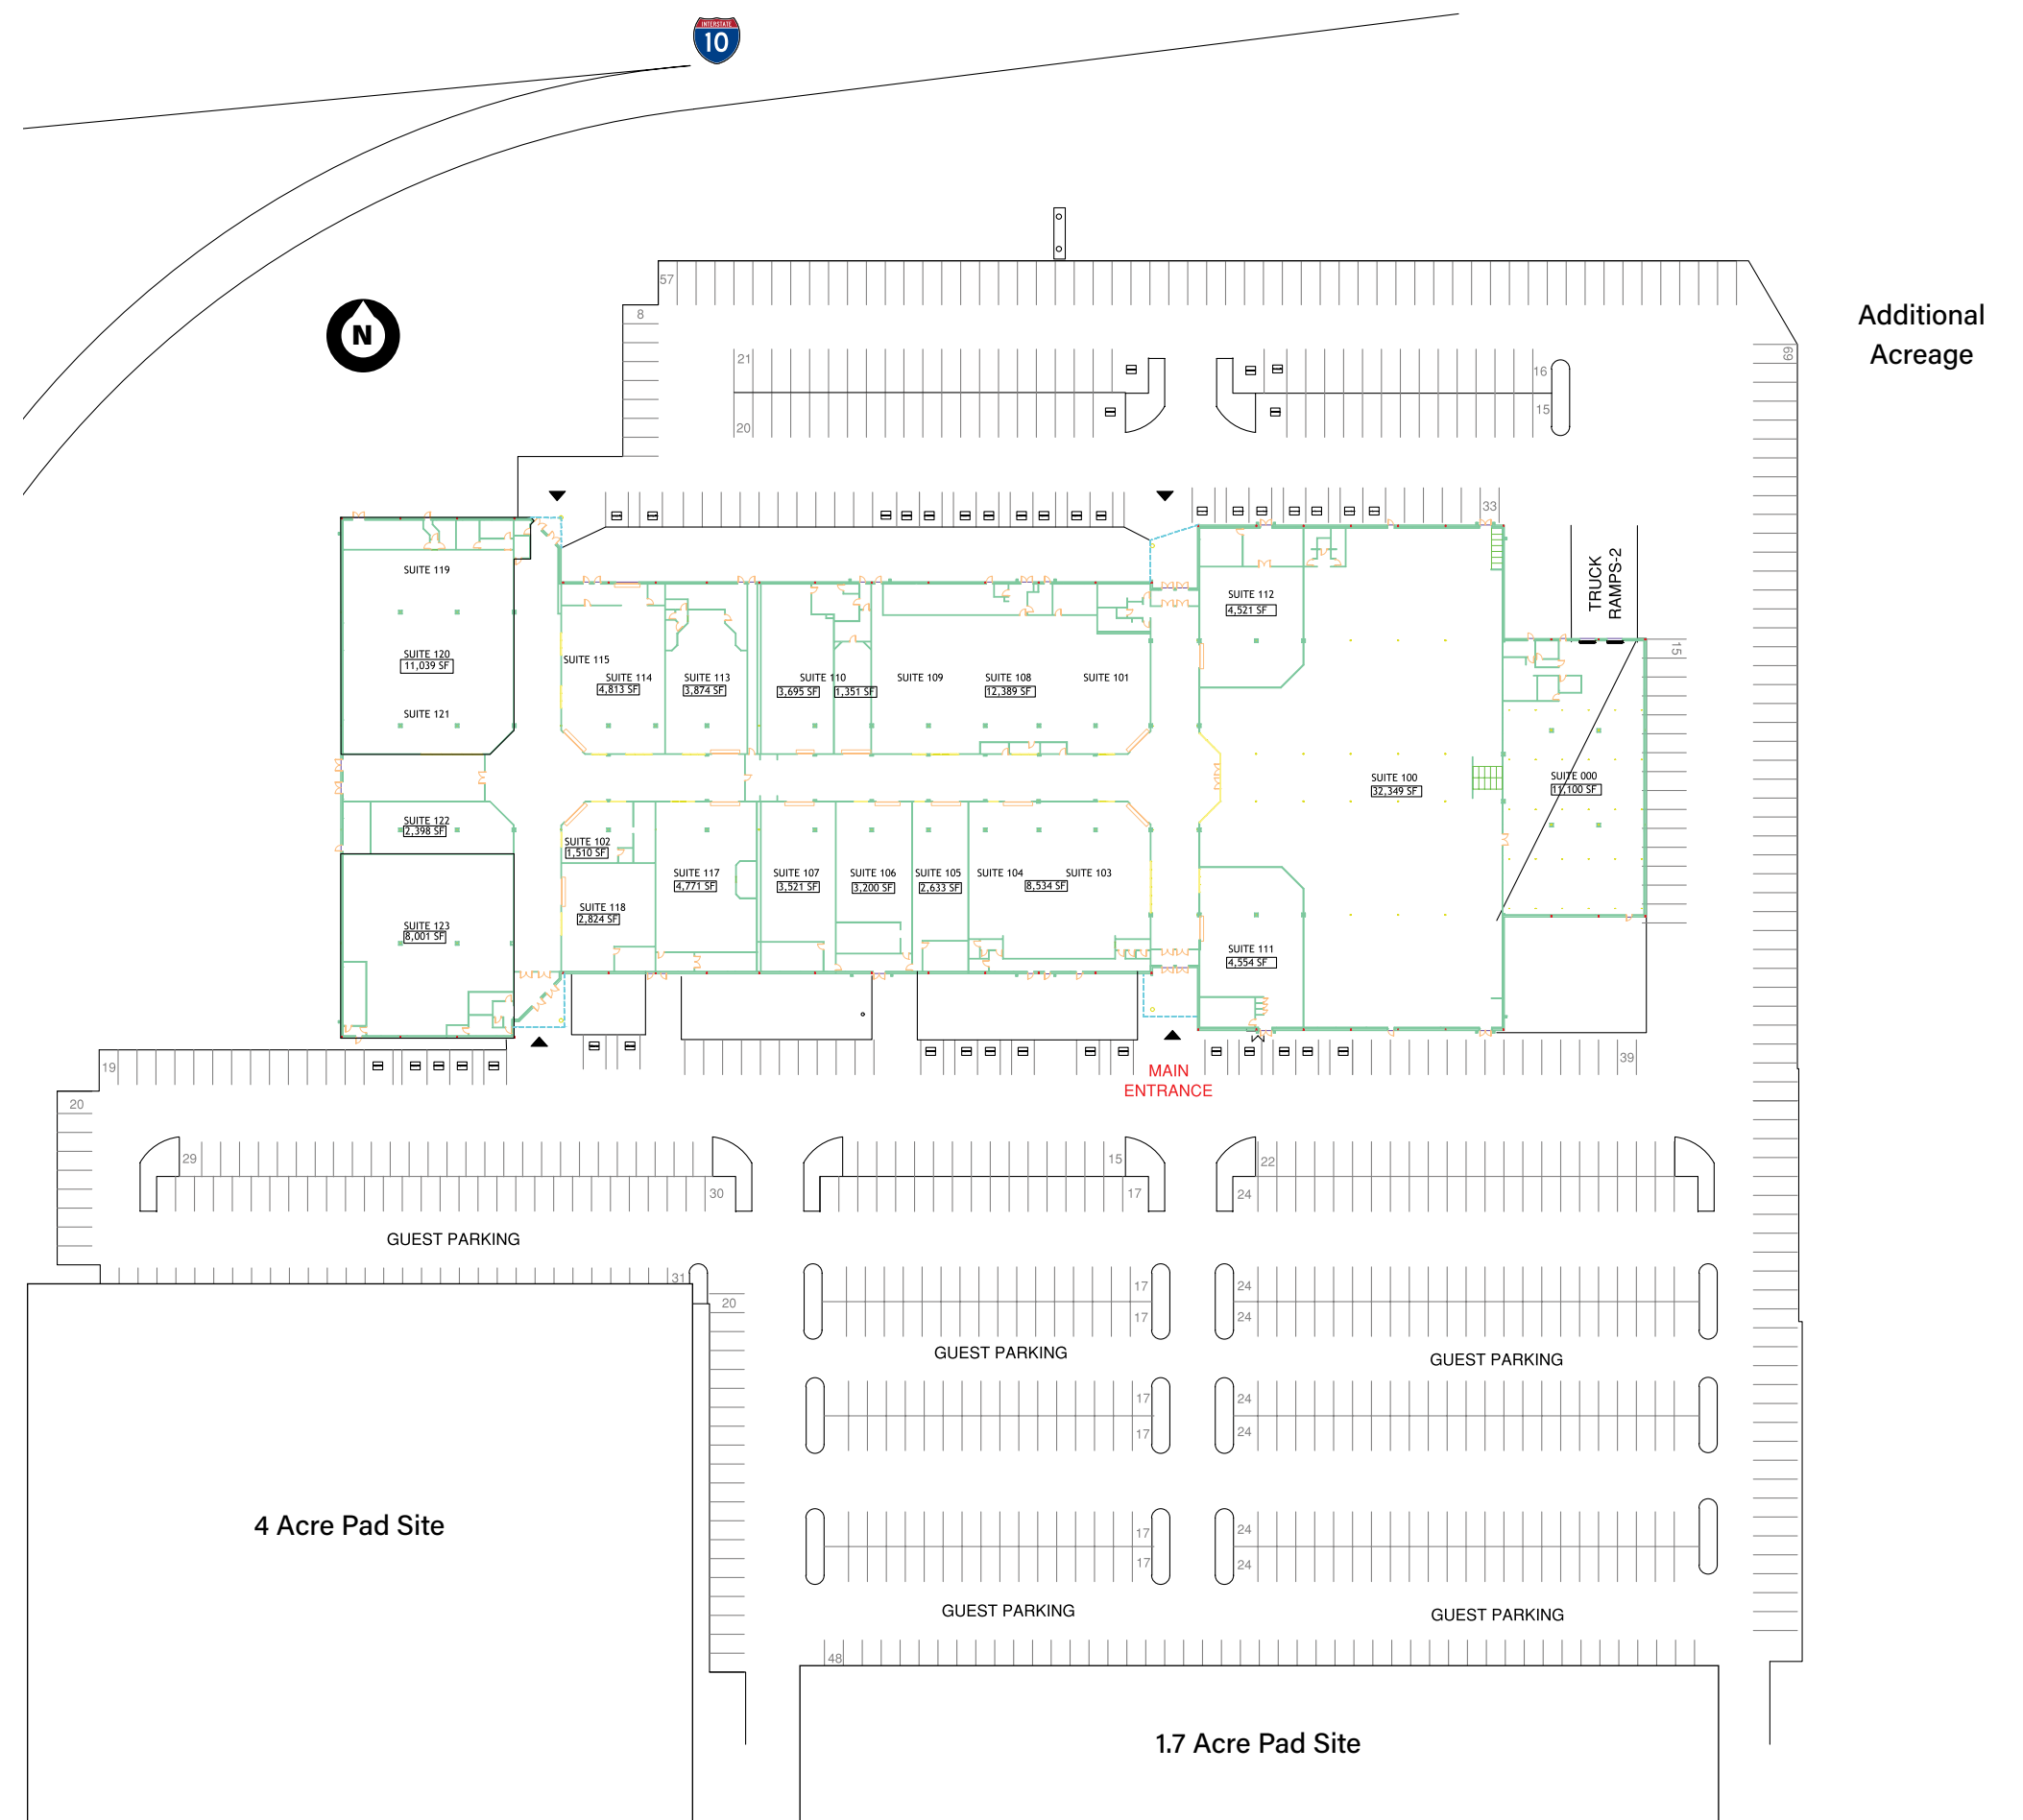 INTERSTATE
10
N
Additional
Acreage
57
8
21
20
16
15
69
33
TRUCK
RAMPS-2
15
SUITE 119
SUITE 120
11,039 SF
SUITE 121
SUITE 115
SUITE 114
4,813 SF
SUITE 113
3,874 SF
SUITE 110
3,695 SF
1,351 SF
SUITE 109
SUITE 108
12,389 SF
SUITE 101
SUITE 112
4,521 SF
SUITE 100
32,349 SF
SUITE 000
11,100 SF
SUITE 122
2,398 SF
SUITE 123
8,001 SF
SUITE 102
1,510 SF
SUITE 118
2,824 SF
SUITE 117
4,771 SF
SUITE 107
3,521 SF
SUITE 106
3,200 SF
SUITE 105
2,633 SF
SUITE 104
SUITE 103
8,534 SF
SUITE 111
4,554 SF
MAIN
ENTRANCE
39
19
20
29
30
15
17
22
24
GUEST PARKING
31
20
17
17
24
24
GUEST PARKING
GUEST PARKING
17
17
24
24
4 Acre Pad Site
17
17
24
24
GUEST PARKING
GUEST PARKING
48
1.7 Acre Pad Site